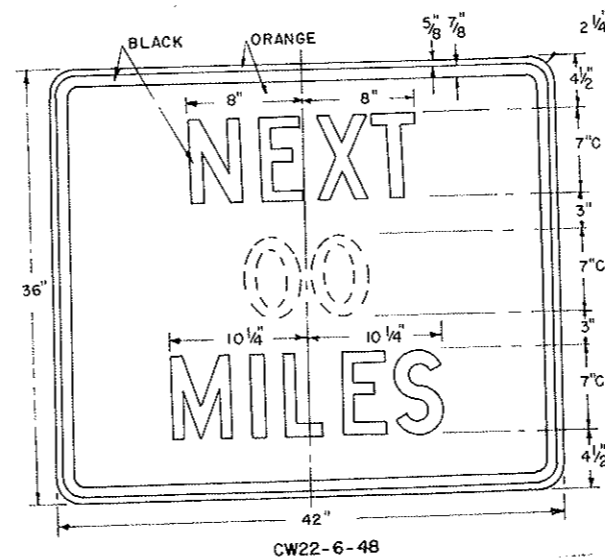 BLACK ORANGE 5/8" 7/8" 2 1/4"
4 1/2"
8" 8"
NEXT 7"C
3"
36" 00 7"C
3"
10 1/4" 10 1/4"
MILES 7"C
4 1/2"
42"
CW22-6-48